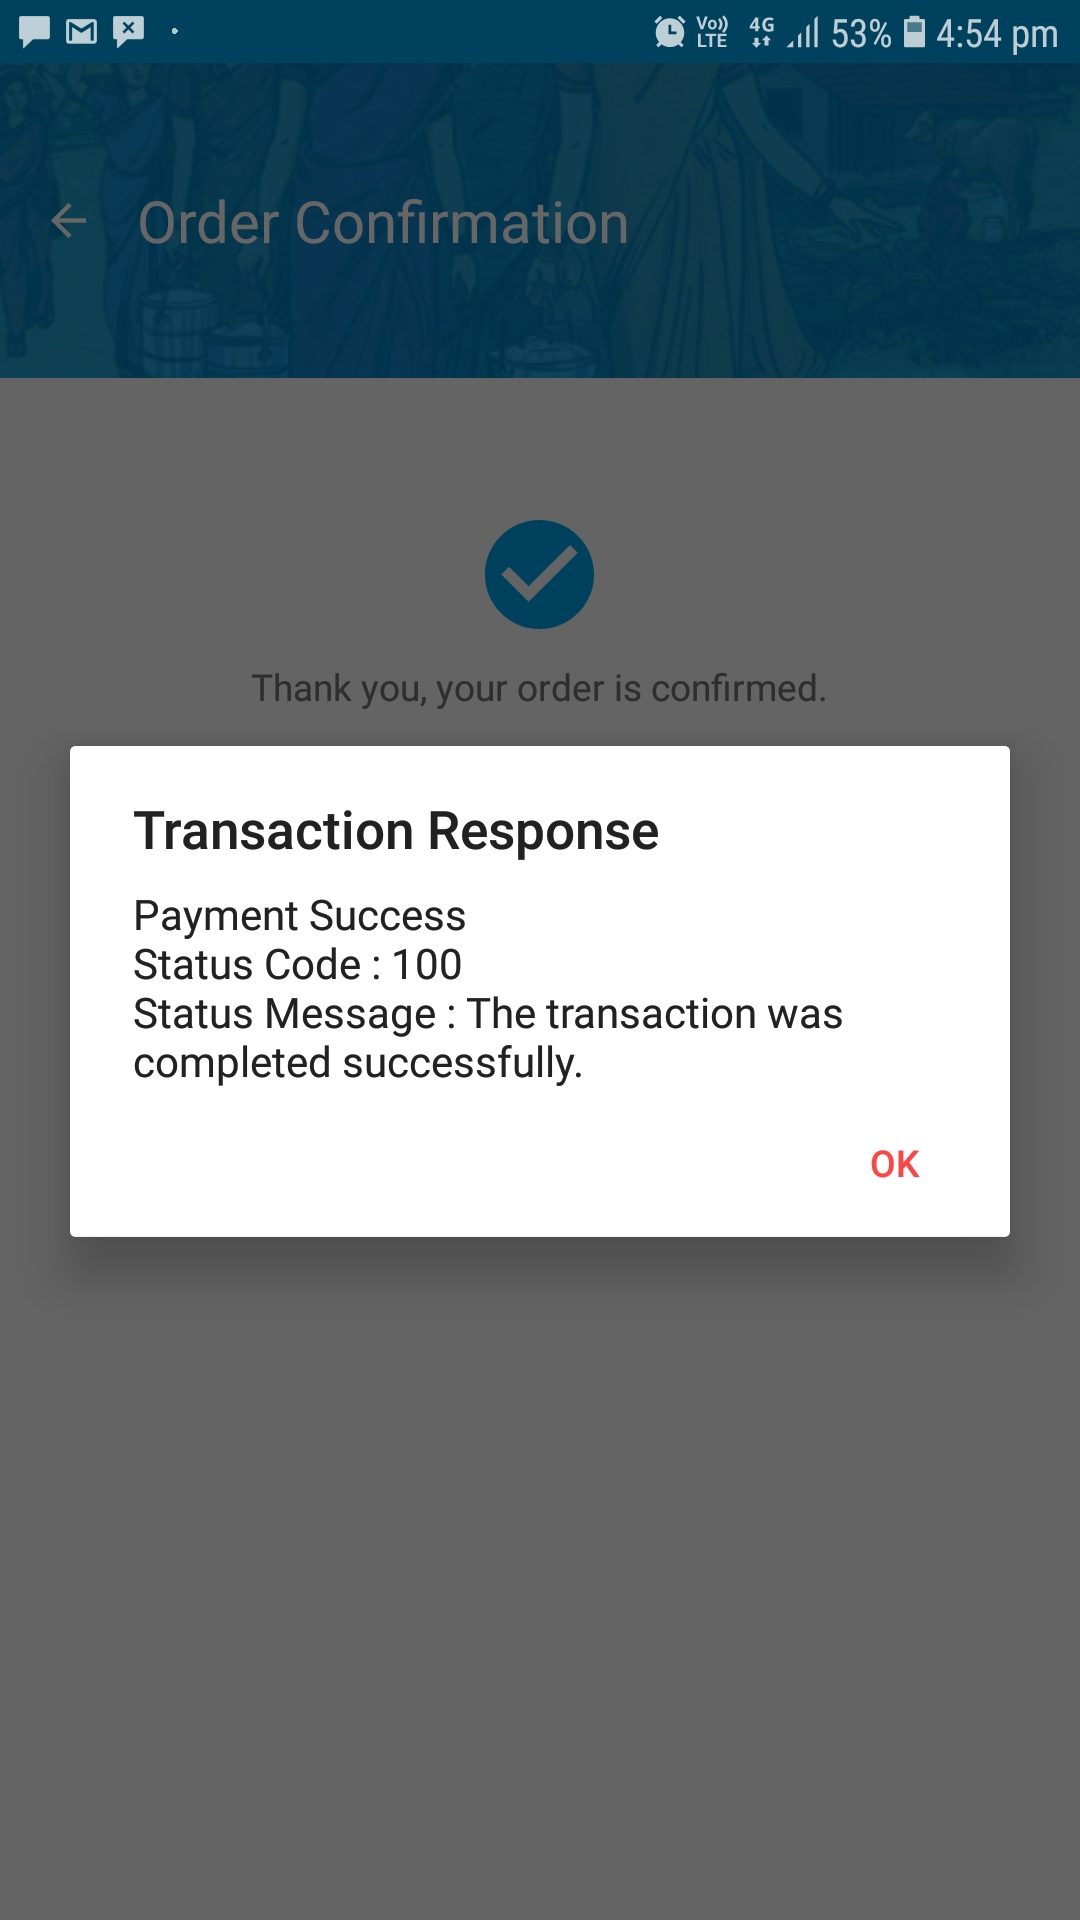 Vo)) LTE 4G 53% 4:54 pm
Order Confirmation
Thank you, your order is confirmed.
Transaction Response
Payment Success
Status Code : 100
Status Message : The transaction was
completed successfully.
OK